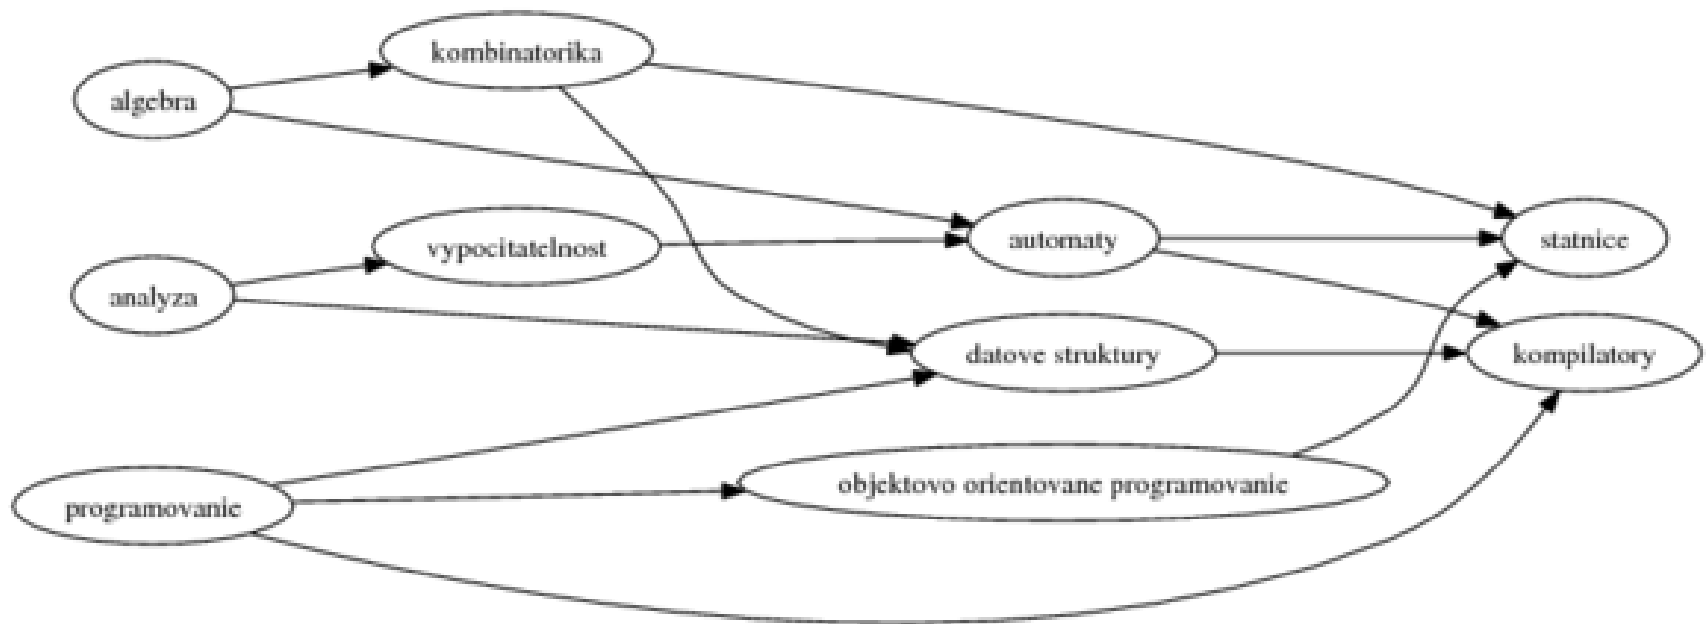 kombinatorika
algebra
vypocitatelnost
automaty
statnice
analyza
datove struktury
kompilatory
objektovo orientovane programovanie
programovanie